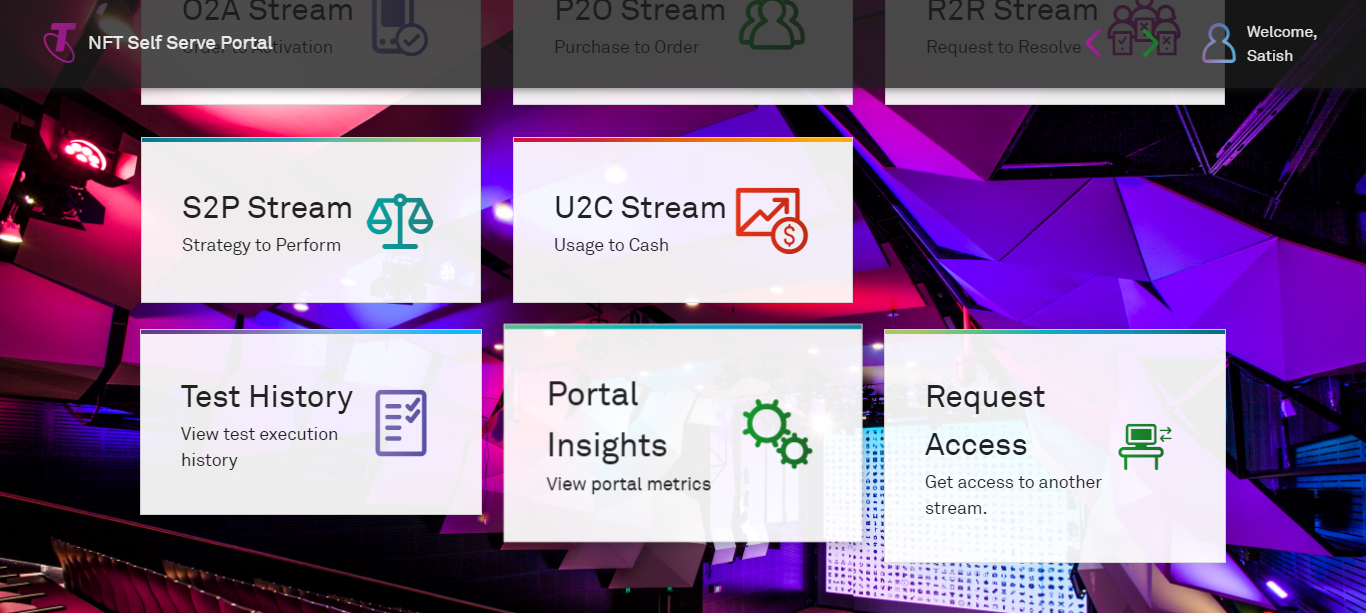 O2A Stream
Order to Activation
P2O Stream
Purchase to Order
R2R Stream
Request to Resolve
NFT Self Serve Portal
Welcome,
Satish
S2P Stream
Strategy to Perform
U2C Stream
Usage to Cash
Test History
View test execution
history
Portal
Insights
View portal metrics
Request
Access
Get access to another
stream.